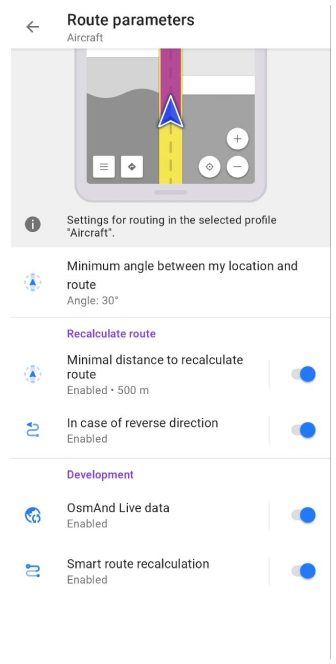 Route parameters
Aircraft
Settings for routing in the selected profile
"Aircraft".
Minimum angle between my location and
route
Angle: 30°
Recalculate route
Minimal distance to recalculate
route
Enabled • 500 m
In case of reverse direction
Enabled
Development
OsmAnd Live data
Enabled
Smart route recalculation
Enabled